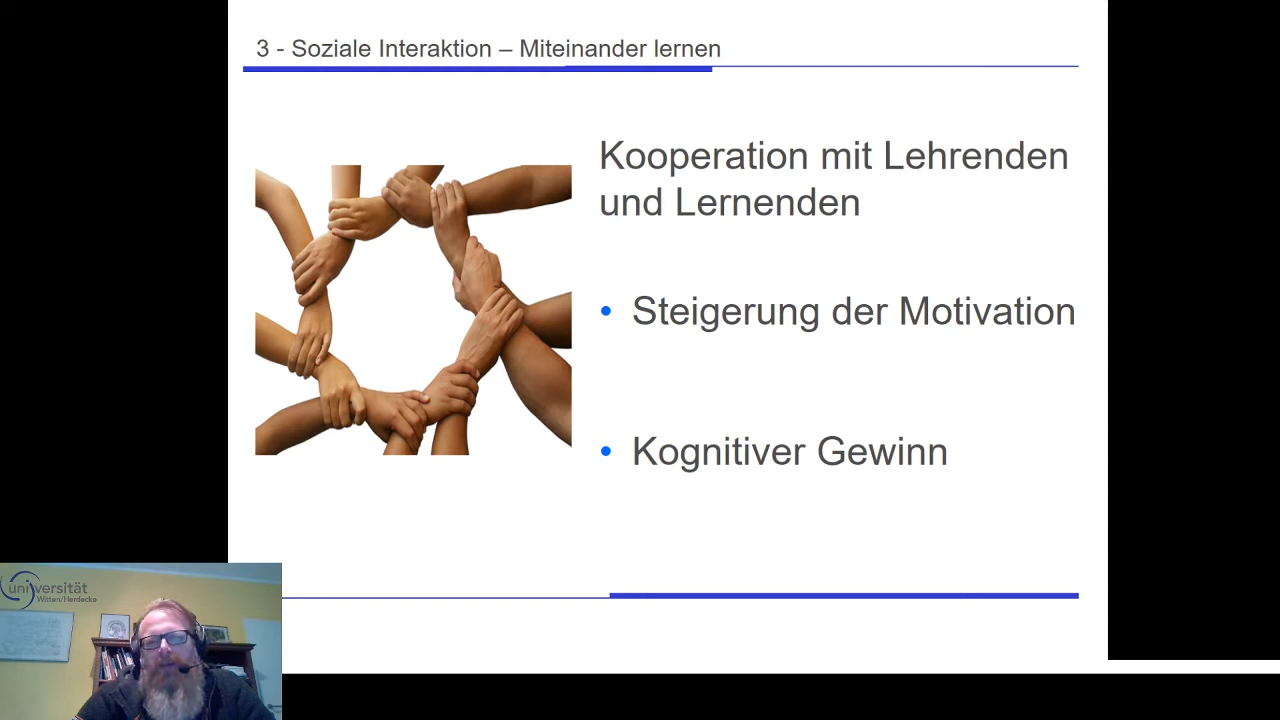 3 - Soziale Interaktion – Miteinander lernen
Kooperation mit Lehrenden
und Lernenden
• Steigerung der Motivation
• Kognitiver Gewinn
universität
Witten/Herdecke